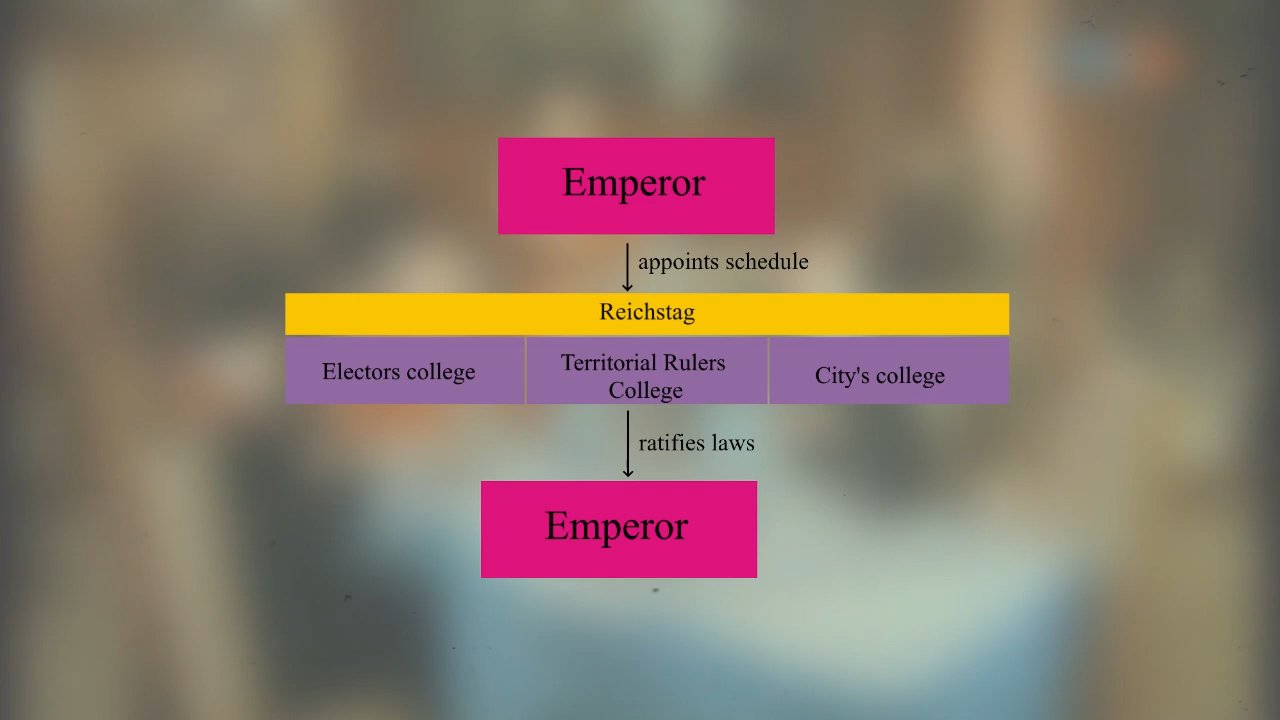 Emperor
appoints schedule
Reichstag
Electors college
Territorial Rulers
College
City's college
ratifies laws
Emperor